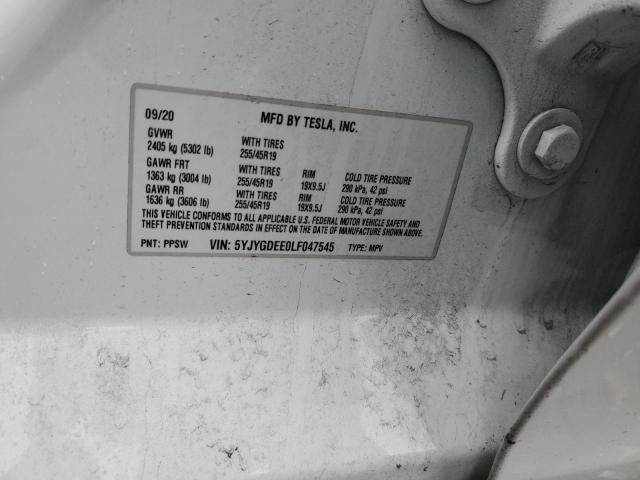 09/20 MFD BY TESLA, INC.
GVWR
2405 kg (5302 lb) WITH TIRES 255/45R19
GAWR FRT
1363 kg (3004 lb) WITH TIRES 255/45R19 RIM 19X9.5J COLD TIRE PRESSURE 290 kPa, 42 psi
GAWR RR
1636 kg (3606 lb) WITH TIRES 255/45R19 RIM 19X9.5J COLD TIRE PRESSURE 290 kPa, 42 psi
THIS VEHICLE CONFORMS TO ALL APPLICABLE U.S. FEDERAL MOTOR VEHICLE SAFETY AND
THEFT PREVENTION STANDARDS IN EFFECT ON THE DATE OF MANUFACTURE SHOWN ABOVE.
PNT: PPSW VIN: 5YJYGDEE0LF047545 TYPE: MPV